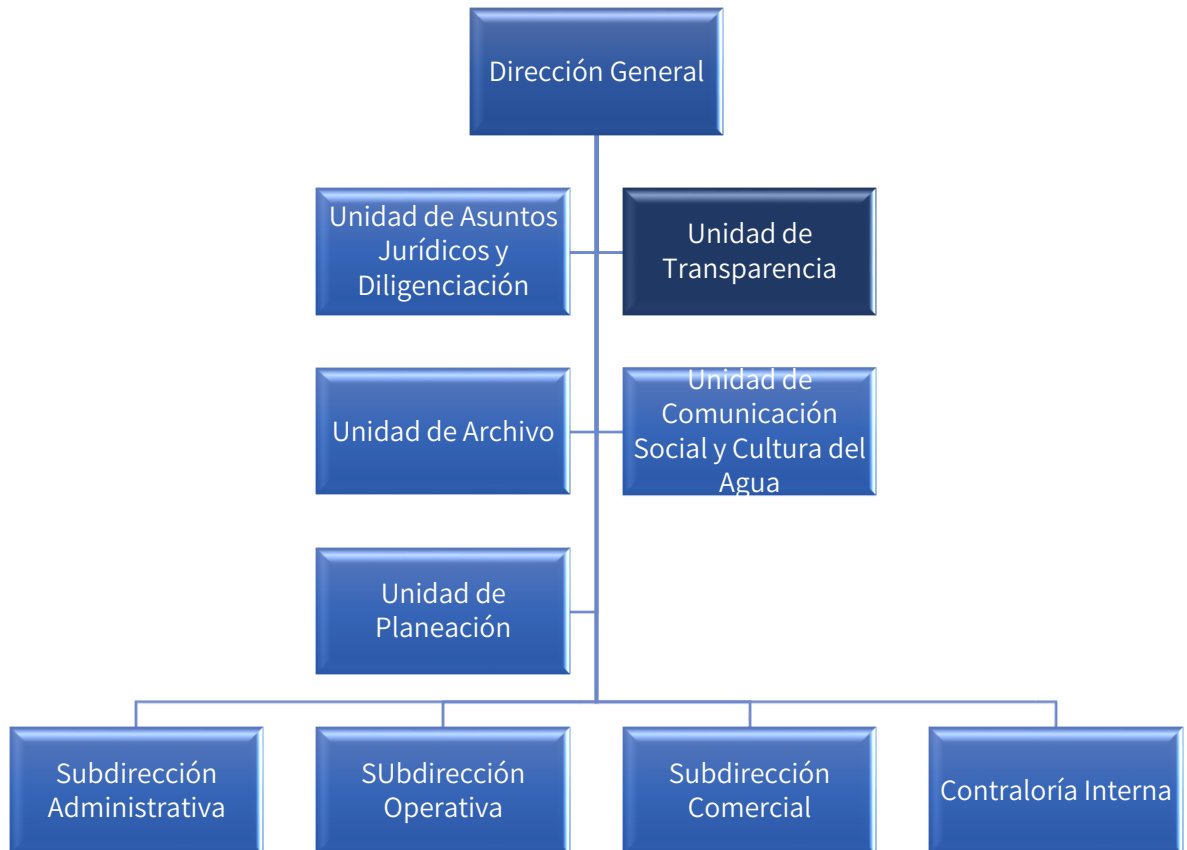 Dirección General
Unidad de Asuntos
Jurídicos y
Diligenciación
Unidad de
Transparencia
Unidad de Archivo
Unidad de
Comunicación
Social y Cultura del
Agua
Unidad de
Planeación
Subdirección
Administrativa
SUbdirección
Operativa
Subdirección
Comercial
Contraloría Interna